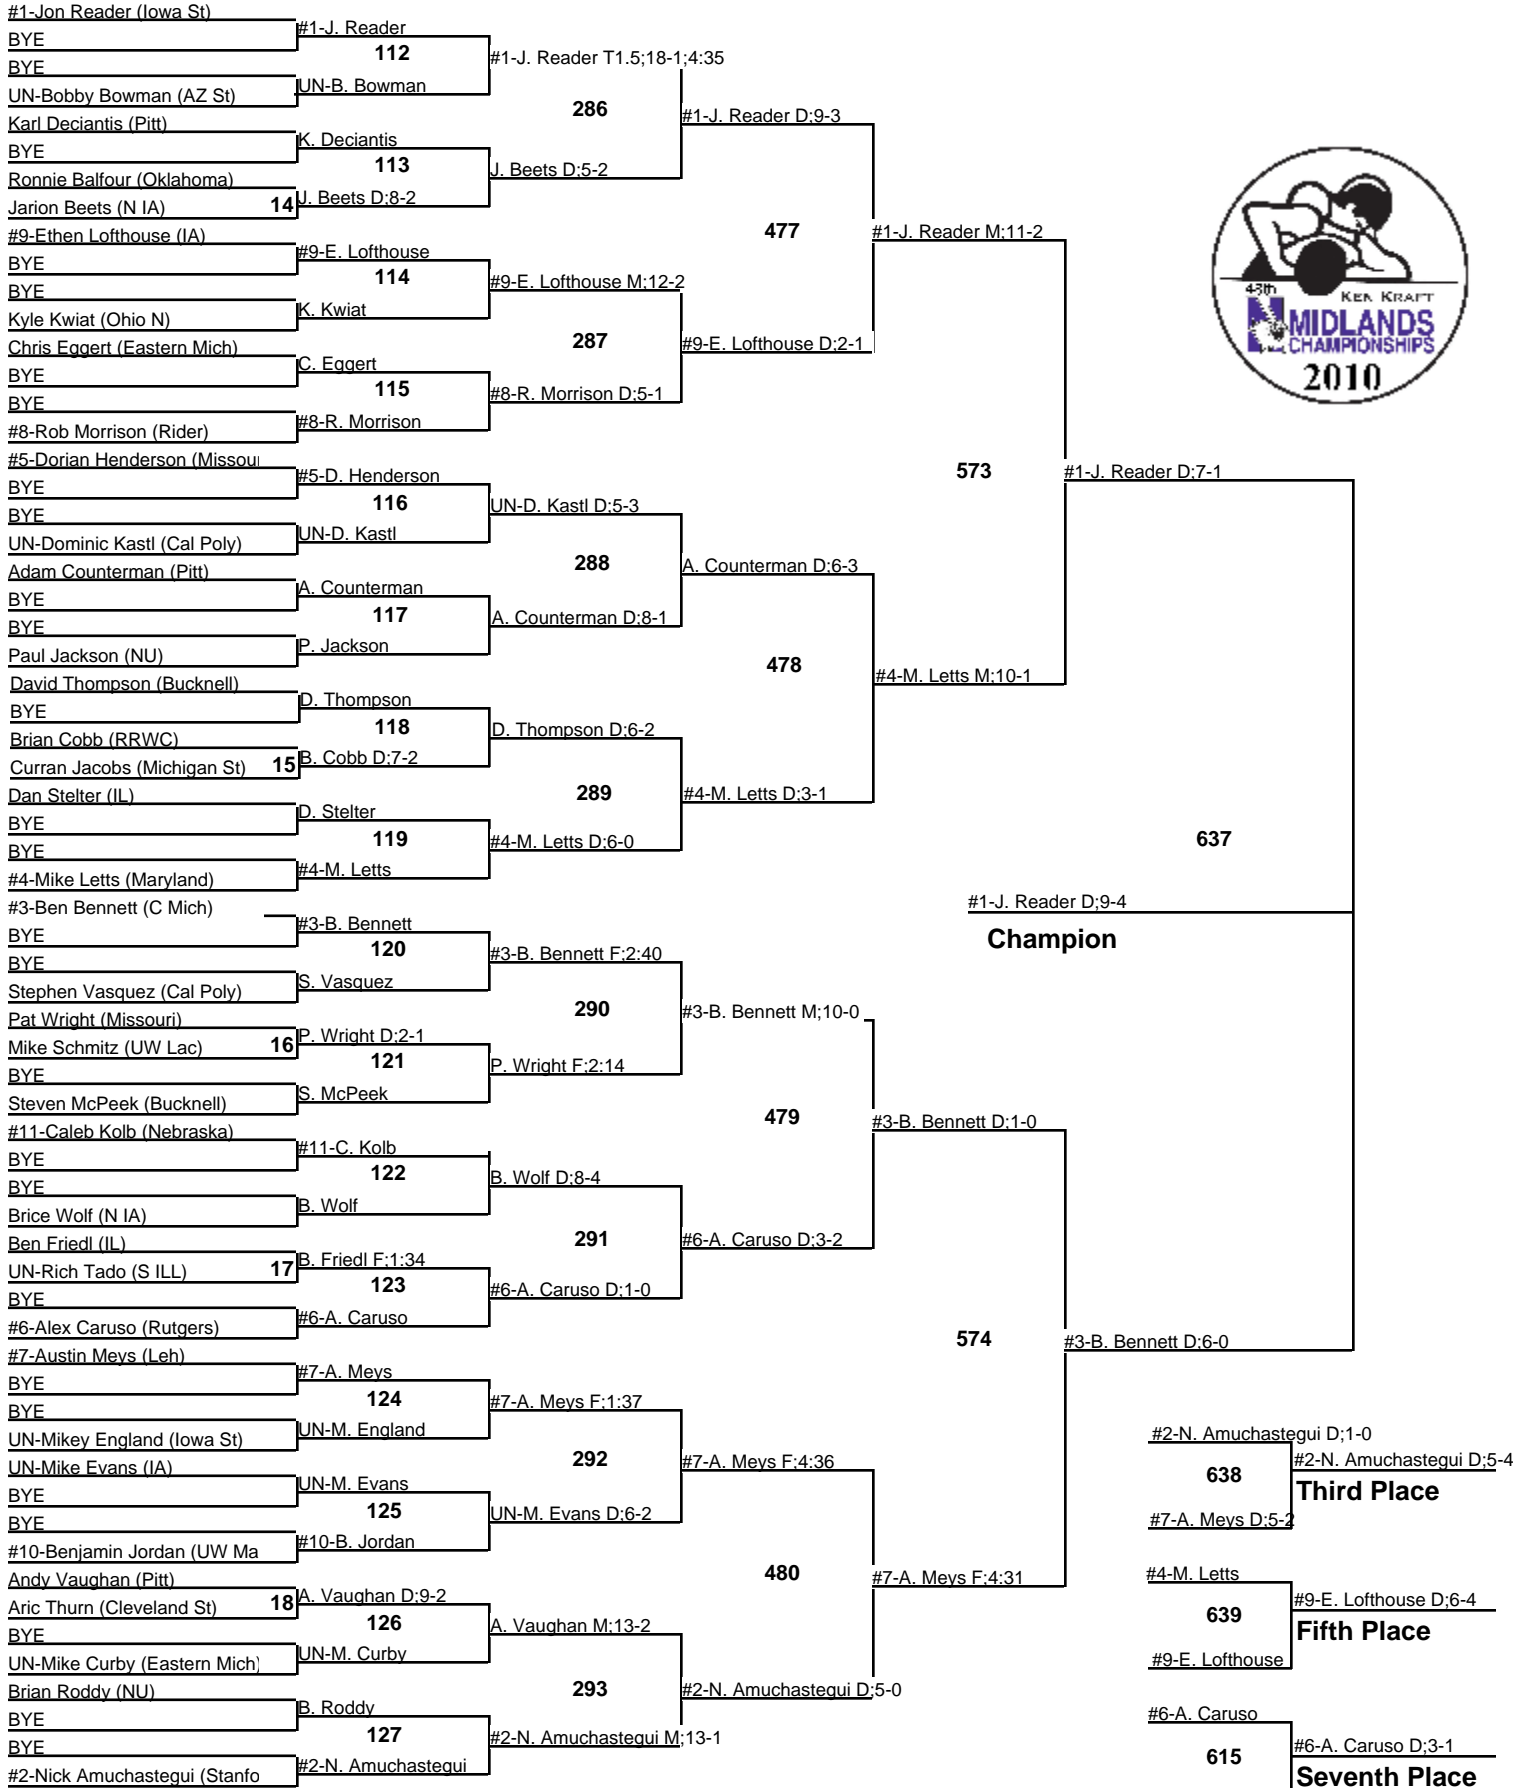 #1-Jon Reader (Iowa St)
BYE
BYE
UN-Bobby Bowman (AZ St)
Karl Deciantis (Pitt)
BYE
Ronnie Balfour (Oklahoma)
Jarion Beets (N IA)
14
#9-Ethen Lofthouse (IA)
BYE
BYE
Kyle Kwiat (Ohio N)
Chris Eggert (Eastern Mich)
BYE
BYE
#8-Rob Morrison (Rider)
#5-Dorian Henderson (Missou
BYE
BYE
UN-Dominic Kastl (Cal Poly)
Adam Counterman (Pitt)
BYE
BYE
Paul Jackson (NU)
David Thompson (Bucknell)
BYE
Brian Cobb (RRWC)
Curran Jacobs (Michigan St)
15
Dan Stelter (IL)
BYE
BYE
#4-Mike Letts (Maryland)
#3-Ben Bennett (C Mich)
BYE
BYE
Stephen Vasquez (Cal Poly)
Pat Wright (Missouri)
Mike Schmitz (UW Lac)
16
BYE
Steven McPeek (Bucknell)
#11-Caleb Kolb (Nebraska)
BYE
BYE
Brice Wolf (N IA)
Ben Friedl (IL)
UN-Rich Tado (S ILL)
17
BYE
#6-Alex Caruso (Rutgers)
#7-Austin Meys (Leh)
BYE
BYE
UN-Mikey England (Iowa St)
UN-Mike Evans (IA)
BYE
BYE
#10-Benjamin Jordan (UW Ma
Andy Vaughan (Pitt)
Aric Thurn (Cleveland St)
18
BYE
UN-Mike Curby (Eastern Mich)
Brian Roddy (NU)
BYE
BYE
#2-Nick Amuchastegui (Stanfo
#1-J. Reader
112
UN-B. Bowman
K. Deciantis
113
J. Beets D;8-2
#9-E. Lofthouse
114
K. Kwiat
C. Eggert
115
#8-R. Morrison
#5-D. Henderson
116
UN-D. Kastl
A. Counterman
117
P. Jackson
D. Thompson
118
B. Cobb D;7-2
D. Stelter
119
#4-M. Letts
#3-B. Bennett
120
S. Vasquez
P. Wright D;2-1
121
S. McPeek
#11-C. Kolb
122
B. Wolf
B. Friedl F;1:34
123
#6-A. Caruso
#7-A. Meys
124
UN-M. England
UN-M. Evans
125
#10-B. Jordan
A. Vaughan D;9-2
126
UN-M. Curby
B. Roddy
127
#2-N. Amuchastegui
#1-J. Reader T1.5;18-1;4:35
286
J. Beets D;5-2
#9-E. Lofthouse M;12-2
287
#8-R. Morrison D;5-1
UN-D. Kastl D;5-3
288
A. Counterman D;8-1
D. Thompson D;6-2
289
#4-M. Letts D;6-0
#3-B. Bennett F;2:40
290
P. Wright F;2:14
B. Wolf D;8-4
291
#6-A. Caruso D;1-0
#7-A. Meys F;1:37
292
UN-M. Evans D;6-2
A. Vaughan M;13-2
293
#2-N. Amuchastegui M;13-1
#1-J. Reader D;9-3
477
#9-E. Lofthouse D;2-1
A. Counterman D;6-3
478
#4-M. Letts D;3-1
#3-B. Bennett M;10-0
479
#6-A. Caruso D;3-2
#7-A. Meys F;4:36
480
#2-N. Amuchastegui D;5-0
#1-J. Reader M;11-2
573
#4-M. Letts M;10-1
#3-B. Bennett D;1-0
574
#7-A. Meys F;4:31
#1-J. Reader D;7-1
637
#3-B. Bennett D;6-0
#1-J. Reader D;9-4
Champion
48th
KEN KRAFT
N
MIDLANDS
CHAMPIONSHIPS
2010
#2-N. Amuchastegui D;1-0
638
#7-A. Meys D;5-2
#2-N. Amuchastegui D;5-4
Third Place
#4-M. Letts
639
#9-E. Lofthouse
#9-E. Lofthouse D;6-4
Fifth Place
#6-A. Caruso
615
#6-A. Caruso D;3-1
Seventh Place